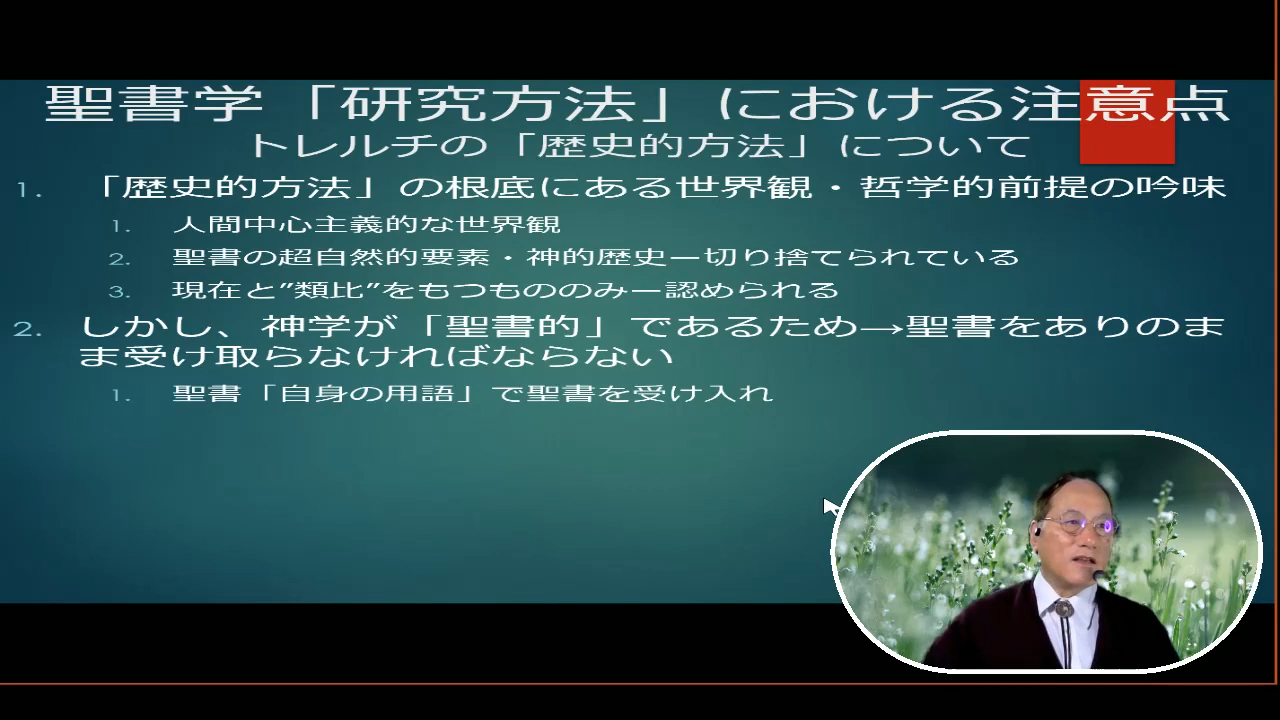 聖書学「研究方法」における注意点
トレルチの「歴史的方法」について
1. 「歴史的方法」の根底にある世界観・哲学的前提の吟味
1. 人間中心主義的な世界観
2. 聖書の超自然的要素・神的歴史ー切り捨てられている
3. 現在と"類比"をもつもののみー認められる
2. しかし、神学が「聖書的」であるため→聖書をありのま
ま受け取らなければならない
1. 聖書「自身の用語」で聖書を受け入れ